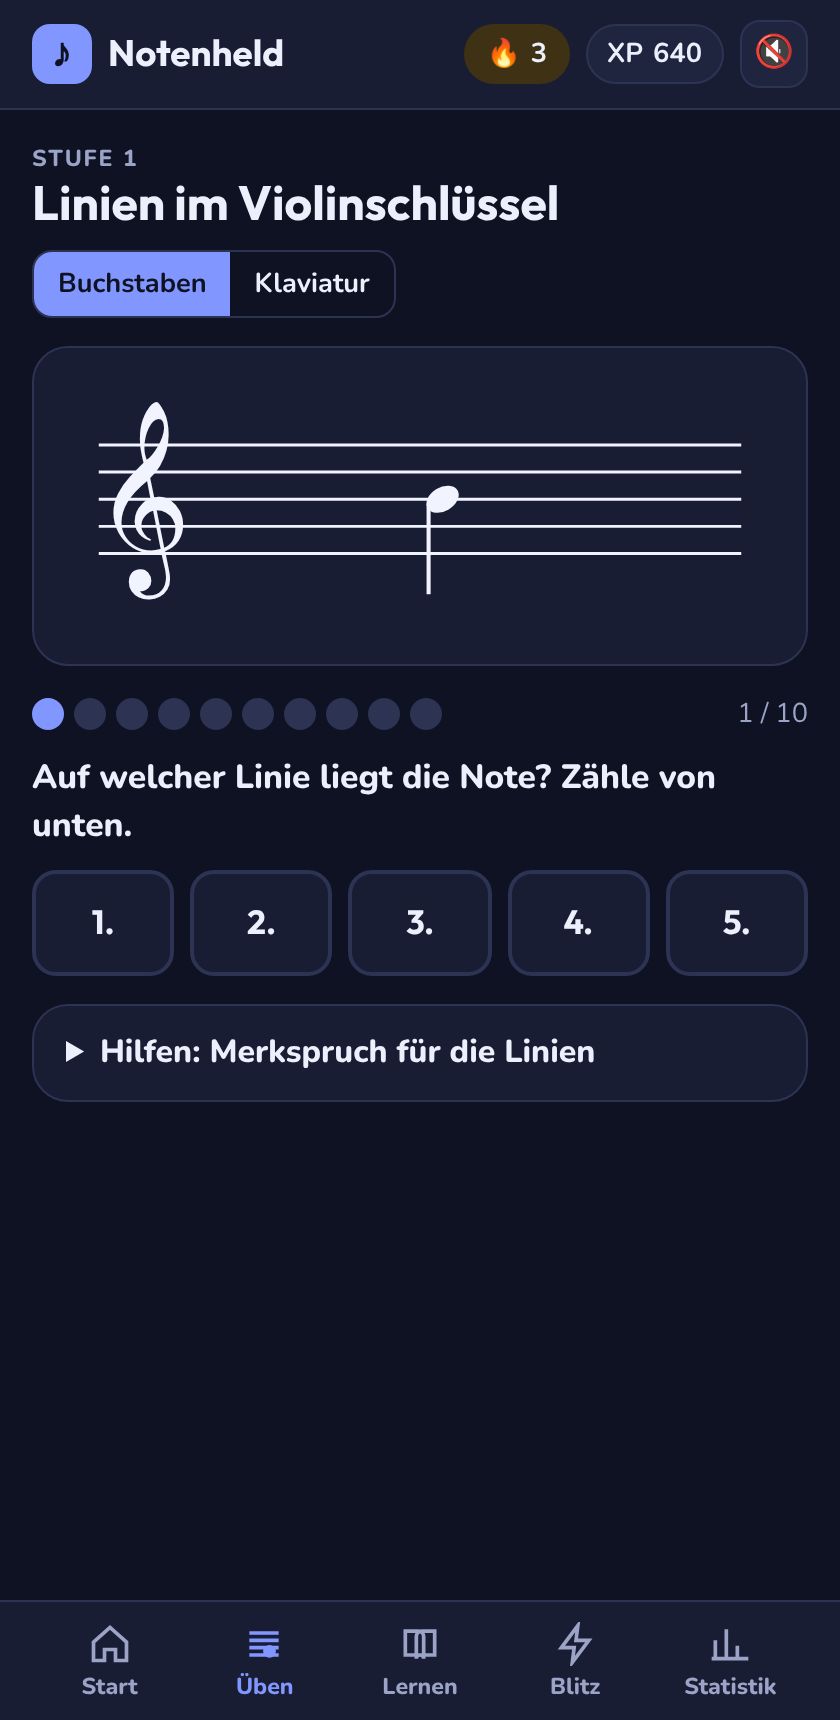 Notenheld
3
XP 640
STUFE 1
Linien im Violinschlüssel
Buchstaben
Klaviatur
1 / 10
Auf welcher Linie liegt die Note? Zähle von
unten.
1.
2.
3.
4.
5.
Hilfen: Merkspruch für die Linien
Start
Üben
Lernen
Blitz
Statistik